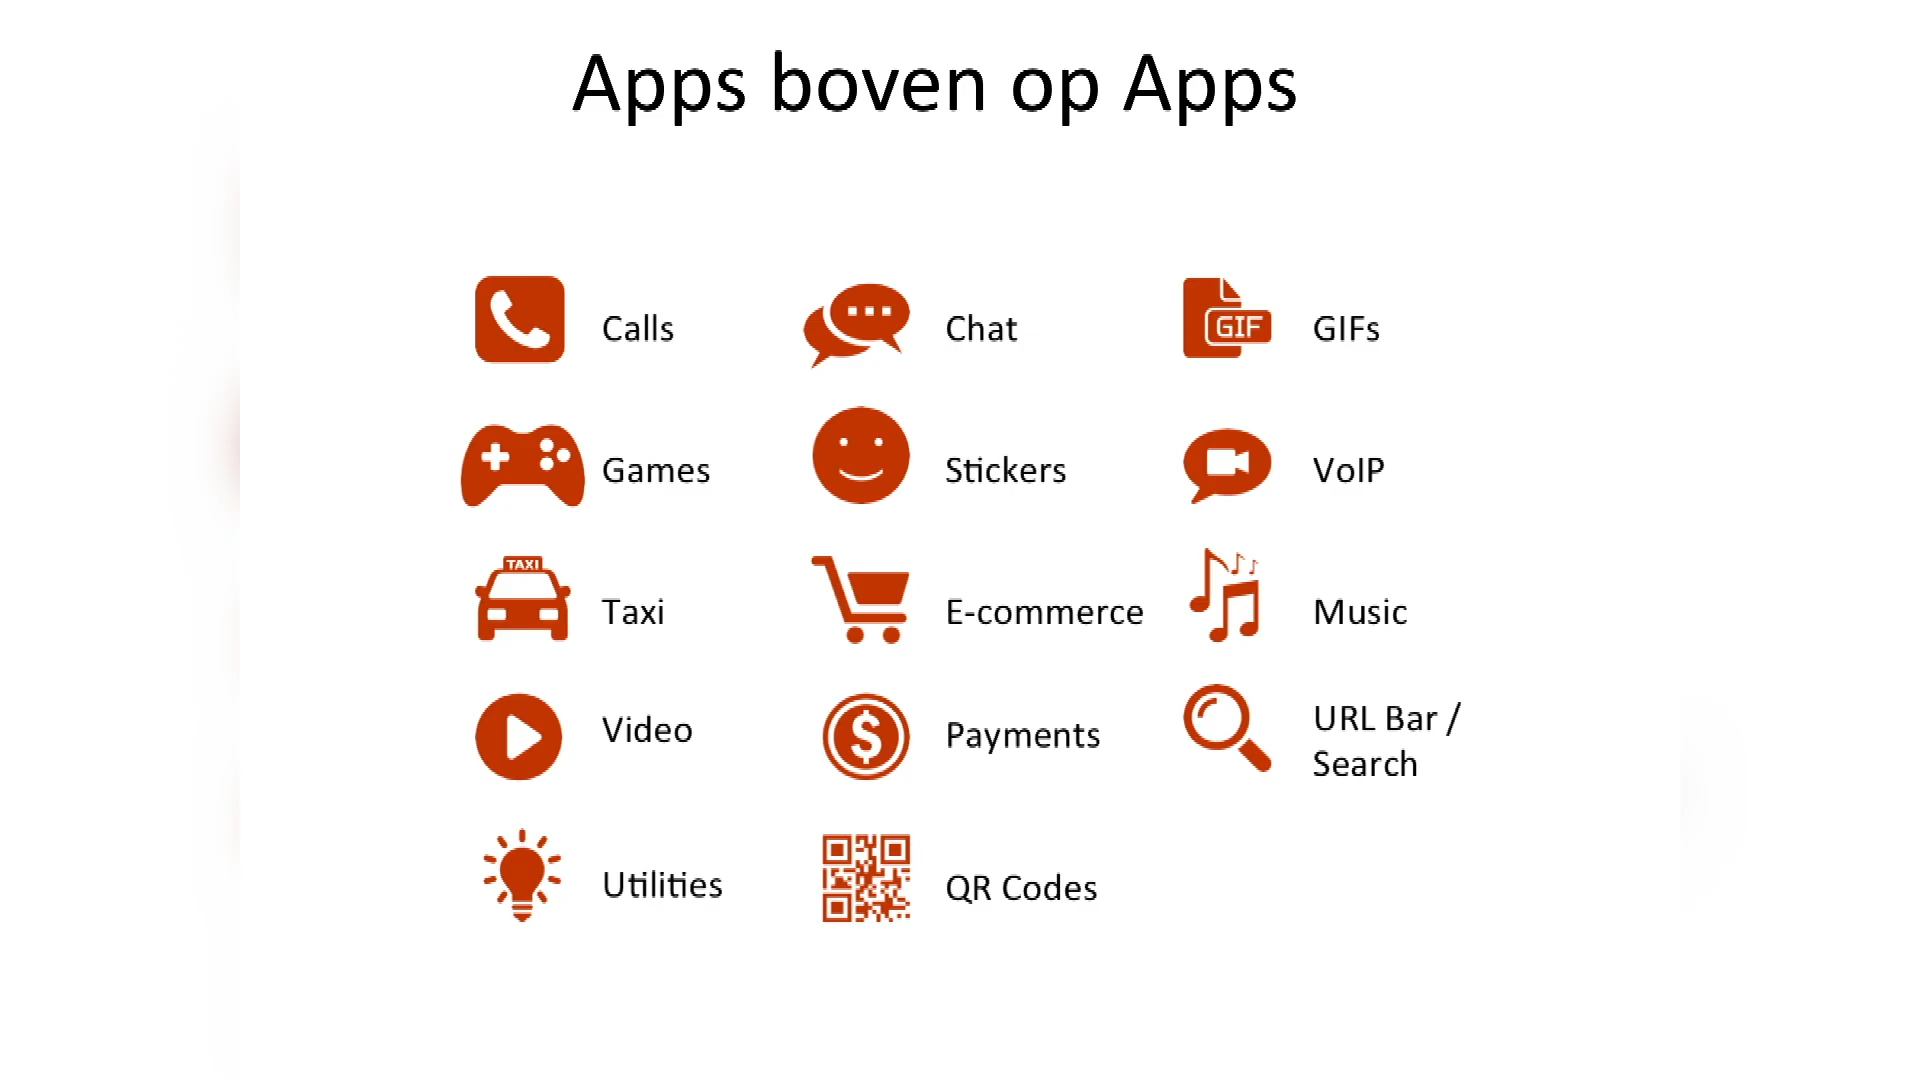 Apps boven op Apps
Calls
Chat
GIF
GIFs
Games
Stickers
VoIP
TAXI
Taxi
E-commerce
Music
Video
$
Payments
URL Bar /
Search
Utilities
QR Codes